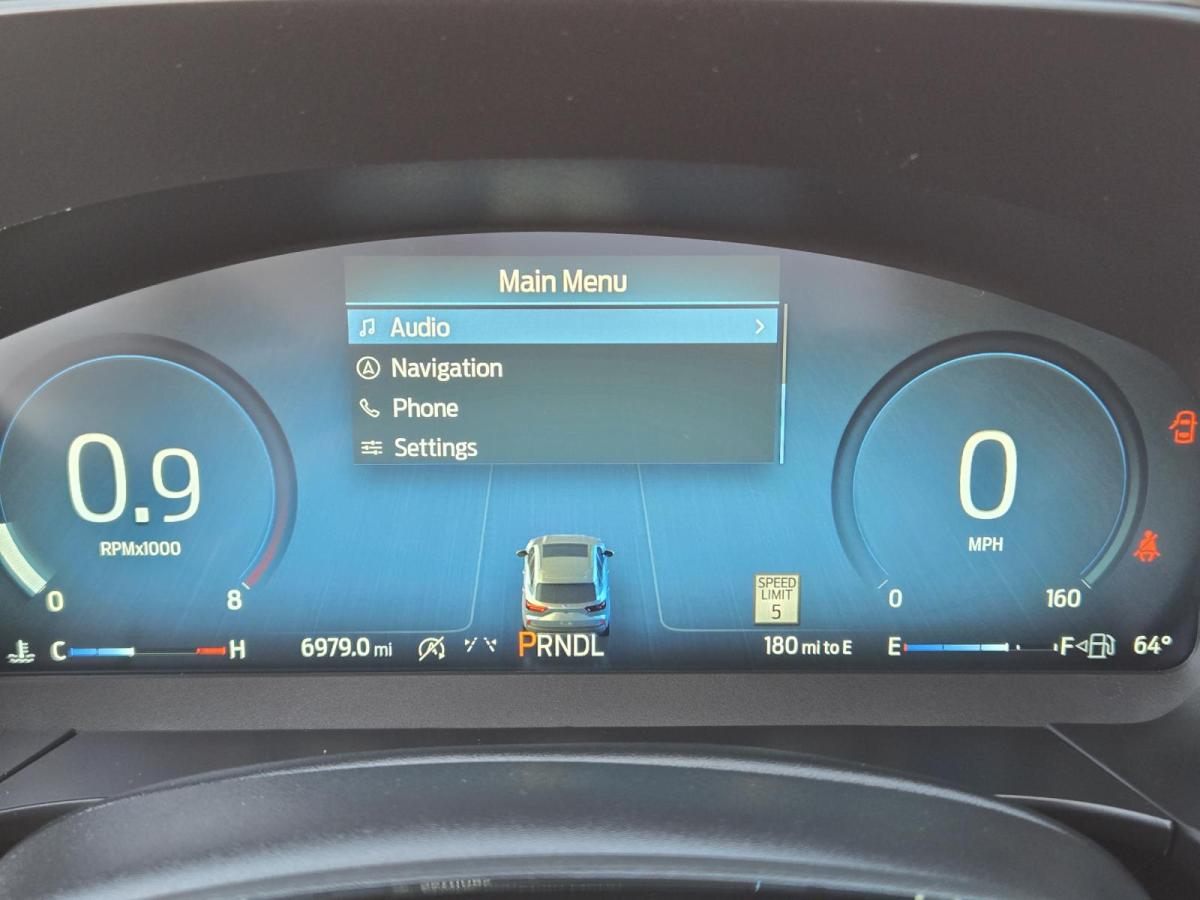 Main Menu
Audio
Navigation
Phone
Settings
0.9
RPMx1000
0
8
0
MPH
0
160
SPEED
LIMIT
5
C H
6979.0 mi
PRNDL
180 mi to E
E F
64°